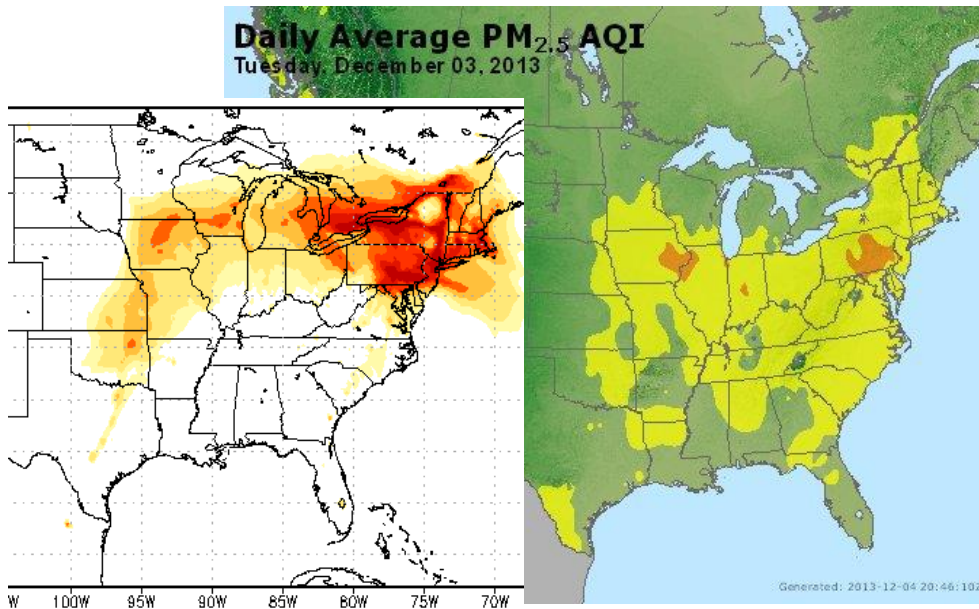 Daily Average PM2.5 AQI
Tuesday, December 03, 2013
W 100W 95W 90W 85W 80W 75W 70W
Generated: 2013-12-04 20:46:10Z